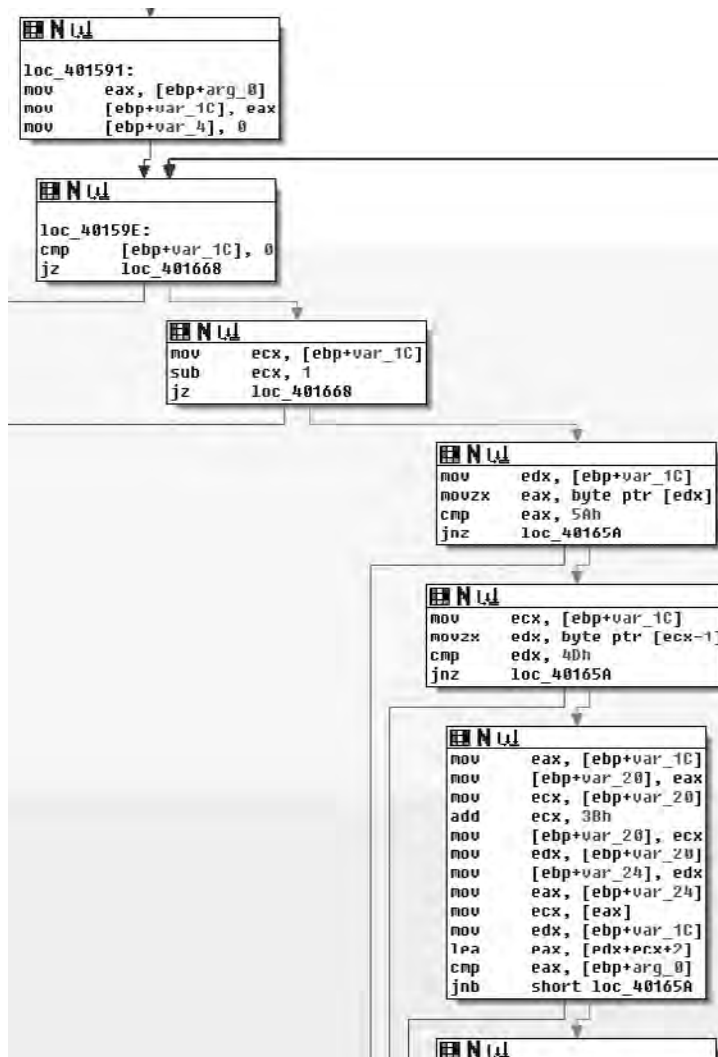 loc_401591:
mov eax, [ebp+arg_0]
mov [ebp+var_1C], eax
mov [ebp+var_4], 0
loc_40159E:
cmp [ebp+var_1C], 0
jz loc_401668
mov ecx, [ebp+var_1C]
sub ecx, 1
jz loc_401668
mov edx, [ebp+var_1C]
movzx eax, byte ptr [edx]
cmp eax, 5Ah
jnz loc_40165A
mov ecx, [ebp+var_1C]
movzx edx, byte ptr [ecx-1]
cmp edx, 4Dh
jnz loc_40165A
mov eax, [ebp+var_1C]
mov [ebp+var_20], eax
mov ecx, [ebp+var_20]
add ecx, 3Bh
mov [ebp+var_20], ecx
mov edx, [ebp+var_20]
mov [ebp+var_24], edx
mov eax, [ebp+var_24]
mov ecx, [eax]
mov edx, [ebp+var_1C]
lea eax, [edx+ecx+2]
cmp eax, [ebp+arg_0]
jnb short loc_40165A